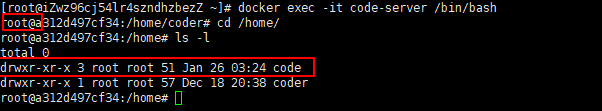 [root@iZwz96cj54lr4szndhzbezZ ~]# docker exec -it code-server /bin/bash
root@a312d497cf34:/home/coder# cd /home/
root@a312d497cf34:/home# ls -l
total 0
drwxr-xr-x 3 root root 51 Jan 26 03:24 code
drwxr-xr-x 1 root root 57 Dec 18 20:38 coder
root@a312d497cf34:/home#